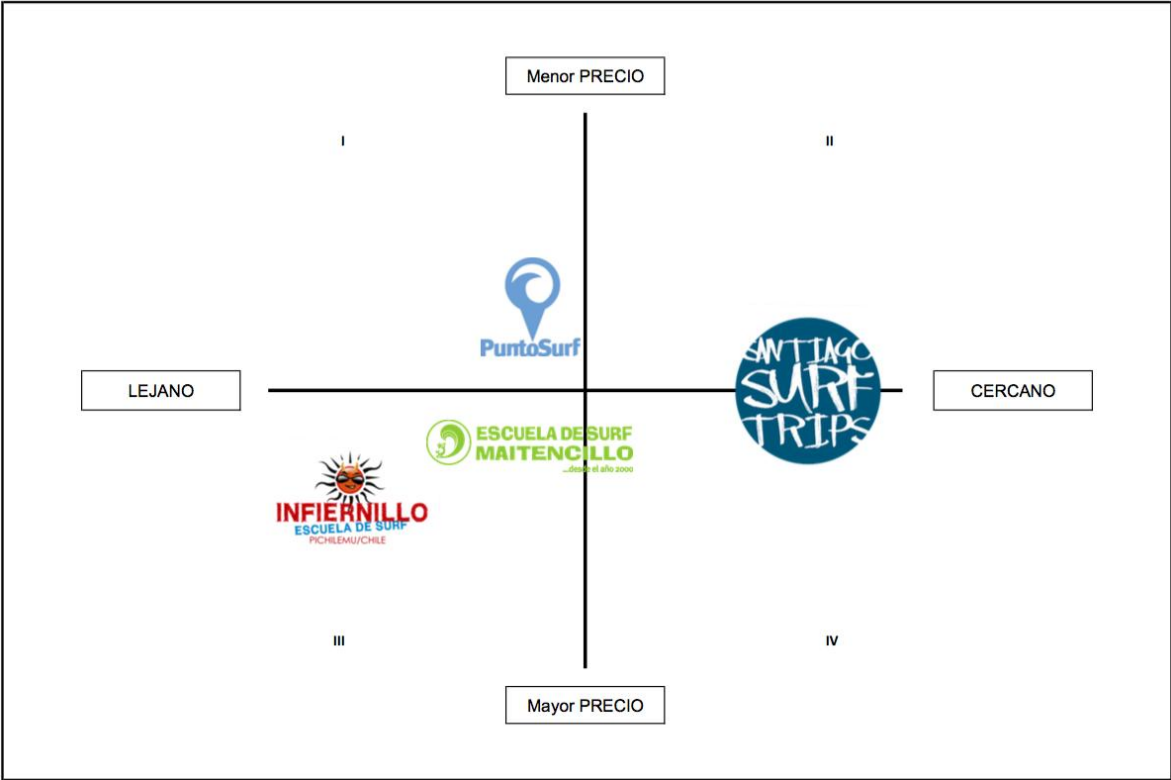 Menor PRECIO
I
II
PuntoSurf
LEJANO
SANTIAGO
SURF
TRIPS
CERCANO
ESCUELA DE SURF
MAITENCILLO
...desde el año 2000
INFIERNILLO
ESCUELA DE SURF
PICHILEMU/CHILE
III
IV
Mayor PRECIO